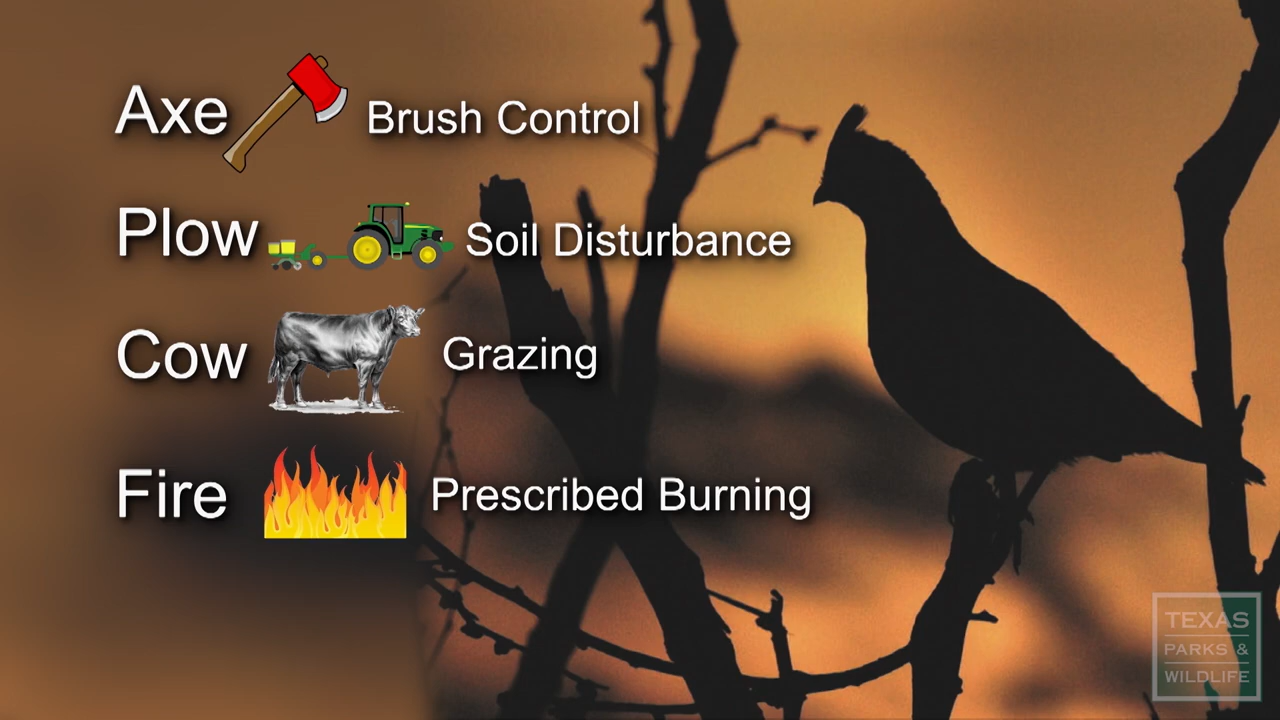 Axe Brush Control
Plow Soil Disturbance
Cow Grazing
Fire Prescribed Burning
TEXAS
PARKS &
WILDLIFE